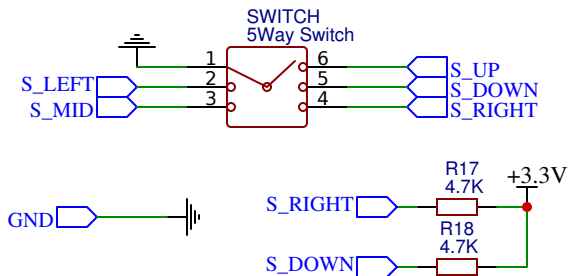 SWITCH
5Way Switch
1
6
S_LEFT
2
5
S_UP
S_MID
3
4
S_DOWN
S_RIGHT
R17
+3.3V
4.7K
S_RIGHT
GND
R18
4.7K
S_DOWN